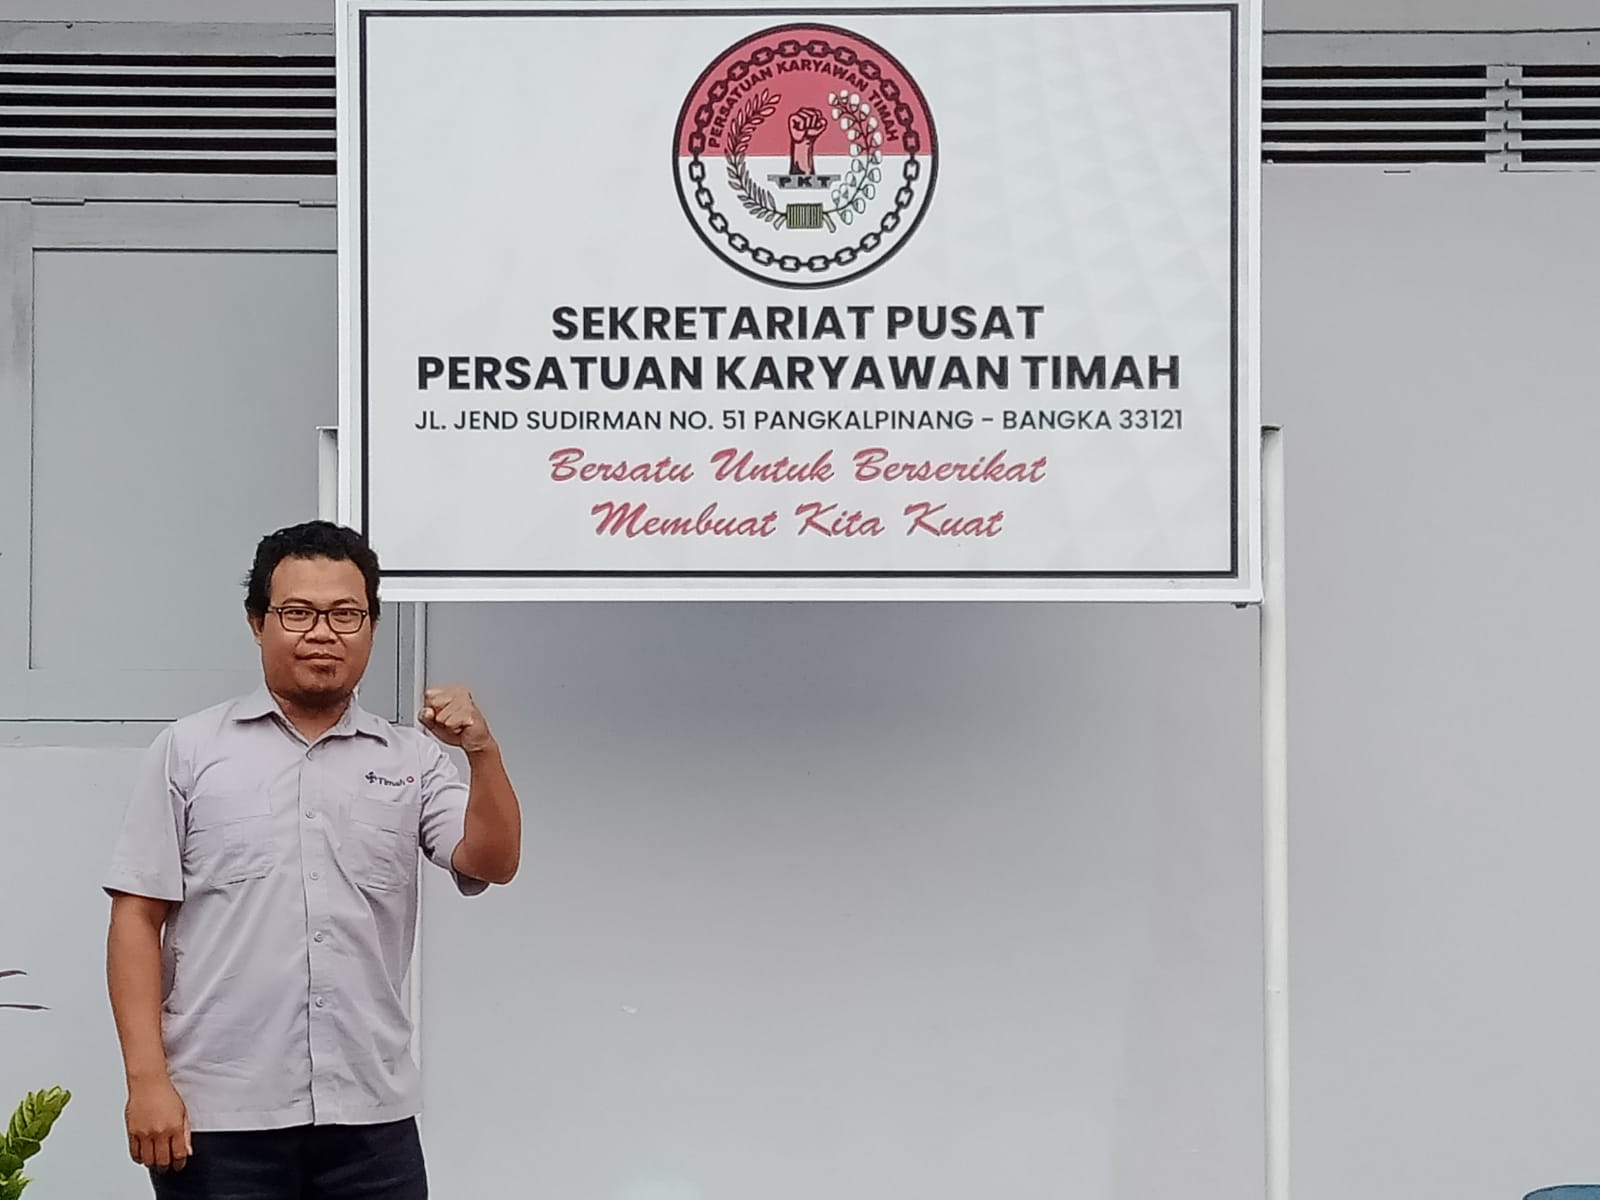 PERSATUAN KARYAWAN TIMAH
PKT
SEKRETARIAT PUSAT
PERSATUAN KARYAWAN TIMAH
JL. JEND SUDIRMAN NO. 51 PANGKALPINANG - BANGKA 33121
Bersatu Untuk Berserikat
Membuat Kita Kuat
Timah